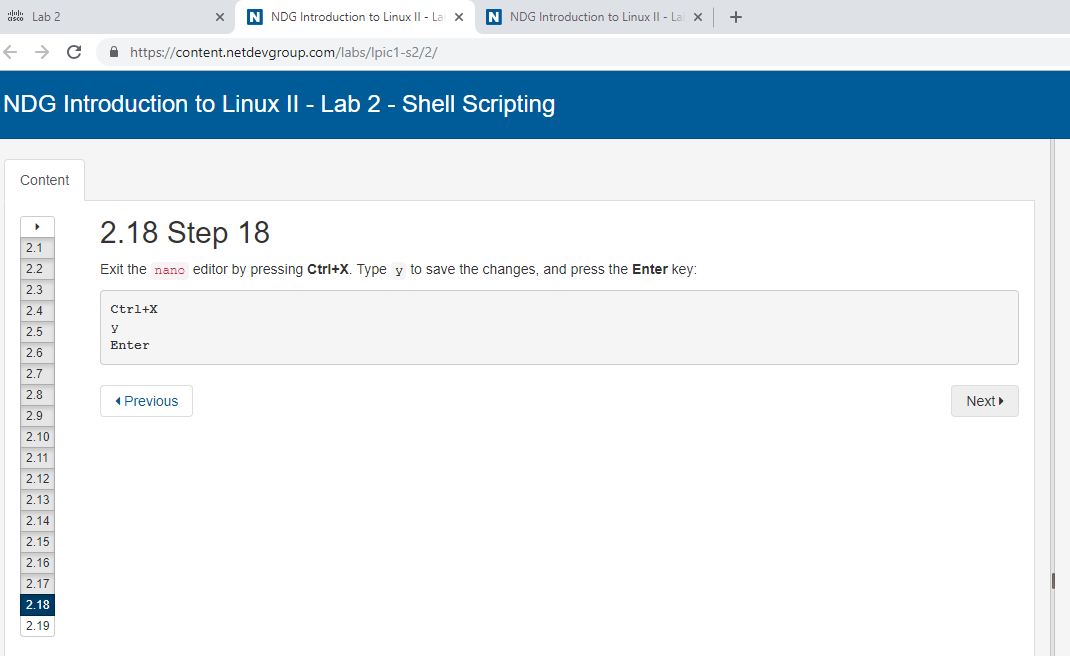 cisco Lab 2
NDG Introduction to Linux II - La
NDG Introduction to Linux II - La
https://content.netdevgroup.com/labs/lpic1-s2/2/
NDG Introduction to Linux II - Lab 2 - Shell Scripting
Content
2.1
2.2
2.3
2.4
2.5
2.6
2.7
2.8
2.9
2.10
2.11
2.12
2.13
2.14
2.15
2.16
2.17
2.18
2.19
2.18 Step 18
Exit the nano editor by pressing Ctrl+X. Type y to save the changes, and press the Enter key:
Ctrl+X
y
Enter
Previous
Next